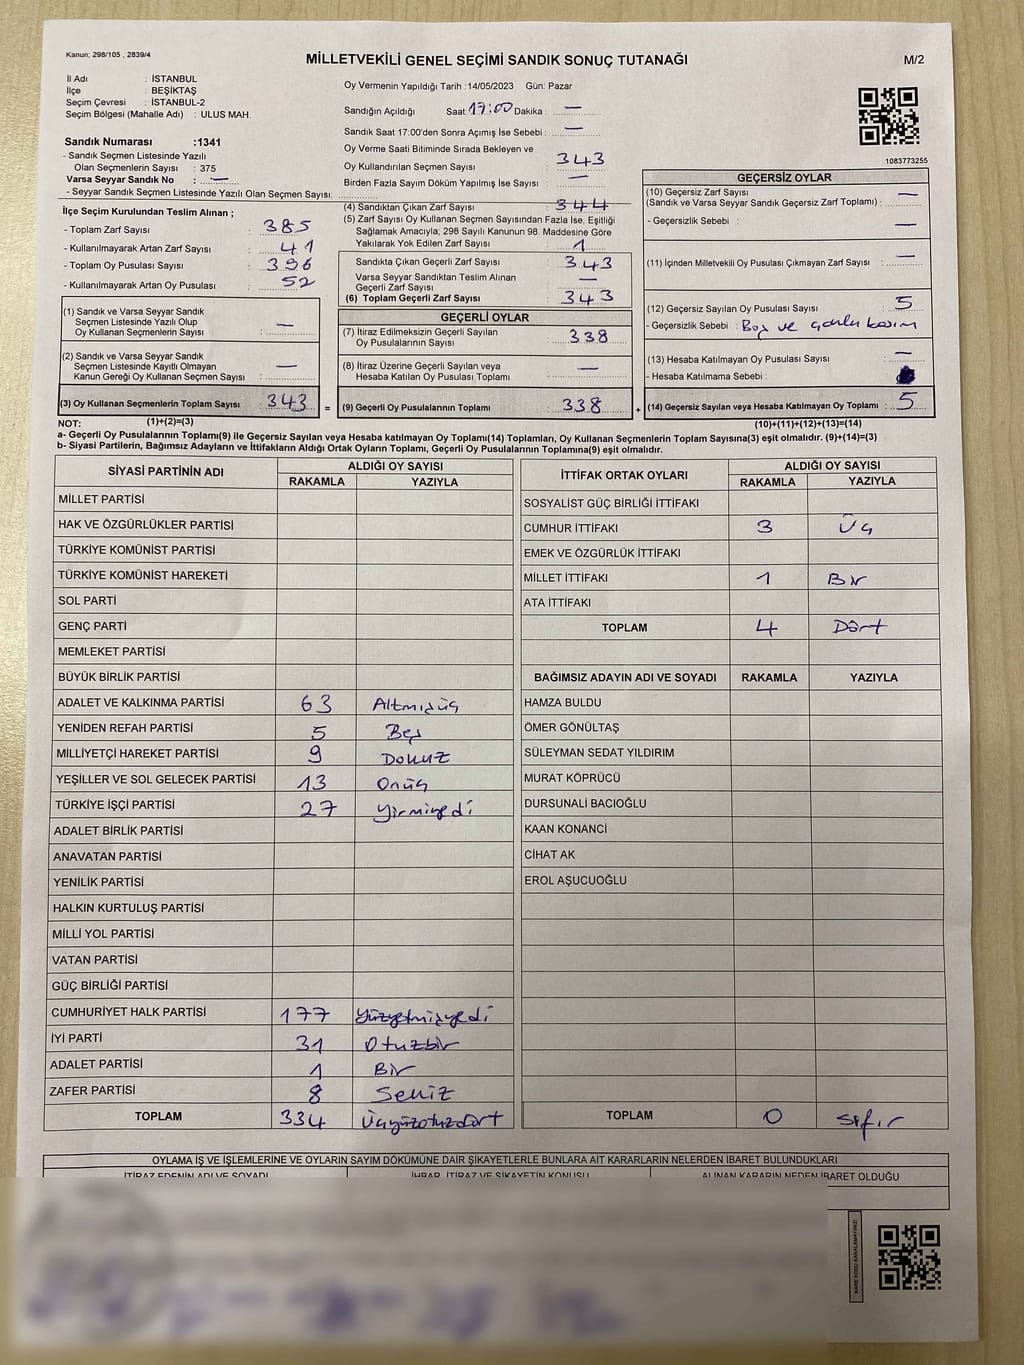 Kanun; 298/105 , 2839/4
MİLLETVEKİLİ GENEL SEÇİMİ SANDIK SONUÇ TUTANAĞI
M/2
İl Adı : İSTANBUL
İlçe : BEŞİKTAŞ
Seçim Çevresi : İSTANBUL-2
Seçim Bölgesi (Mahalle Adı) : ULUS MAH.
Sandık Numarası :1341
- Sandık Seçmen Listesinde Yazılı
Olan Seçmenlerin Sayısı : 375
Varsa Seyyar Sandık No : —
- Seyyar Sandık Seçmen Listesinde Yazılı Olan Seçmen Sayısı:
İlçe Seçim Kurulundan Teslim Alınan ;
- Toplam Zarf Sayısı : 385
- Kullanılmayarak Artan Zarf Sayısı : 41
- Toplam Oy Pusulası Sayısı : 396
- Kullanılmayarak Artan Oy Pusulası : 52
(1) Sandık ve Varsa Seyyar Sandık
Seçmen Listesinde Yazılı Olup
Oy Kullanan Seçmenlerin Sayısı : —
(2) Sandık ve Varsa Seyyar Sandık
Seçmen Listesinde Kayıtlı Olmayan
Kanun Gereği Oy Kullanan Seçmen Sayısı : —
(3) Oy Kullanan Seçmenlerin Toplam Sayısı : 343
Oy Vermenin Yapıldığı Tarih :14/05/2023 Gün: Pazar
Sandığın Açıldığı Saat 17:00 Dakika : —
Sandık Saat 17:00'den Sonra Açımış İse Sebebi : —
Oy Verme Saati Bitiminde Sırada Bekleyen ve
Oy Kullandırılan Seçmen Sayısı : 343
Birden Fazla Sayım Döküm Yapılmış İse Sayısı : —
(4) Sandıktan Çıkan Zarf Sayısı : 344
(5) Zarf Sayısı Oy Kullanan Seçmen Sayısından Fazla İse, Eşitliği
Sağlamak Amacıyla; 298 Sayılı Kanunun 98. Maddesine Göre
Yakılarak Yok Edilen Zarf Sayısı : 1
Sandıkta Çıkan Geçerli Zarf Sayısı : 343
Varsa Seyyar Sandıktan Teslim Alınan
Geçerli Zarf Sayısı : —
(6) Toplam Geçerli Zarf Sayısı : 343
GEÇERLİ OYLAR
(7) İtiraz Edilmeksizin Geçerli Sayılan
Oy Pusulalarının Sayısı : 338
(8) İtiraz Üzerine Geçerli Sayılan veya
Hesaba Katılan Oy Pusulası Toplamı : —
= (9) Geçerli Oy Pusulalarının Toplamı : 338
1083773255
GEÇERSİZ OYLAR
(10) Geçersiz Zarf Sayısı
(Sandık ve Varsa Seyyar Sandık Geçersiz Zarf Toplamı) : —
- Geçersizlik Sebebi : —
(11) İçinden Milletvekili Oy Pusulası Çıkmayan Zarf Sayısı : —
(12) Geçersiz Sayılan Oy Pusulası Sayısı : 5
- Geçersizlik Sebebi : Boş ve
(13) Hesaba Katılmayan Oy Pusulası Sayısı : —
- Hesaba Katılmama Sebebi :
+ (14) Geçersiz Sayılan veya Hesaba Katılmayan Oy Toplamı : 5
NOT: (1)+(2)=(3) (10)+(11)+(12)+(13)=(14)
a- Geçerli Oy Pusulalarının Toplamı(9) ile Geçersiz Sayılan veya Hesaba katılmayan Oy Toplamı(14) Toplamları, Oy Kullanan Seçmenlerin Toplam Sayısına(3) eşit olmalıdır. (9)+(14)=(3)
b- Siyasi Partilerin, Bağımsız Adayların ve İttifakların Aldığı Ortak Oyların Toplamı, Geçerli Oy Pusulalarının Toplamına(9) eşit olmalıdır.
SİYASİ PARTİNİN ADI ALDIĞI OY SAYISI
RAKAMLA YAZIYLA
MİLLET PARTİSİ
HAK VE ÖZGÜRLÜKLER PARTİSİ
TÜRKİYE KOMÜNİST PARTİSİ
TÜRKİYE KOMÜNİST HAREKETİ
SOL PARTİ
GENÇ PARTİ
MEMLEKET PARTİSİ
BÜYÜK BİRLİK PARTİSİ
ADALET VE KALKINMA PARTİSİ 63 Altmışüç
YENİDEN REFAH PARTİSİ 5 Beş
MİLLİYETÇİ HAREKET PARTİSİ 9 Dokuz
YEŞİLLER VE SOL GELECEK PARTİSİ 13 Onüç
TÜRKİYE İŞÇİ PARTİSİ 27 Yirmiyedi
ADALET BİRLİK PARTİSİ
ANAVATAN PARTİSİ
YENİLİK PARTİSİ
HALKIN KURTULUŞ PARTİSİ
MİLLİ YOL PARTİSİ
VATAN PARTİSİ
GÜÇ BİRLİĞİ PARTİSİ
CUMHURİYET HALK PARTİSİ 177 Yüzyetmişyedi
İYİ PARTİ 31 Otuzbir
ADALET PARTİSİ 1 Bir
ZAFER PARTİSİ 8 Sekiz
TOPLAM 334 Üçyüzotuzdört
İTTİFAK ORTAK OYLARI ALDIĞI OY SAYISI
RAKAMLA YAZIYLA
SOSYALİST GÜÇ BİRLİĞİ İTTİFAKI
CUMHUR İTTİFAKI 3 Üç
EMEK VE ÖZGÜRLÜK İTTİFAKI
MİLLET İTTİFAKI 1 Bir
ATA İTTİFAKI
TOPLAM 4 Dört
BAĞIMSIZ ADAYIN ADI VE SOYADI RAKAMLA YAZIYLA
HAMZA BULDU
ÖMER GÖNÜLTAŞ
SÜLEYMAN SEDAT YILDIRIM
MURAT KÖPRÜCÜ
DURSUNALİ BACIOĞLU
KAAN KONANCİ
CİHAT AK
EROL AŞUCUOĞLU
TOPLAM 0 Sıfır
OYLAMA İŞ VE İŞLEMLERİNE VE OYLARIN SAYIM DÖKÜMÜNE DAİR ŞİKAYETLERLE BUNLARA AİT KARARLARIN NELERDEN İBARET BULUNDUKLARI
İTİRAZ EDENİN ADI VE SOYADI İHBAR, İTİRAZ VE ŞİKAYETİN KONUSU ALINAN KARARIN NEDEN İBARET OLDUĞU